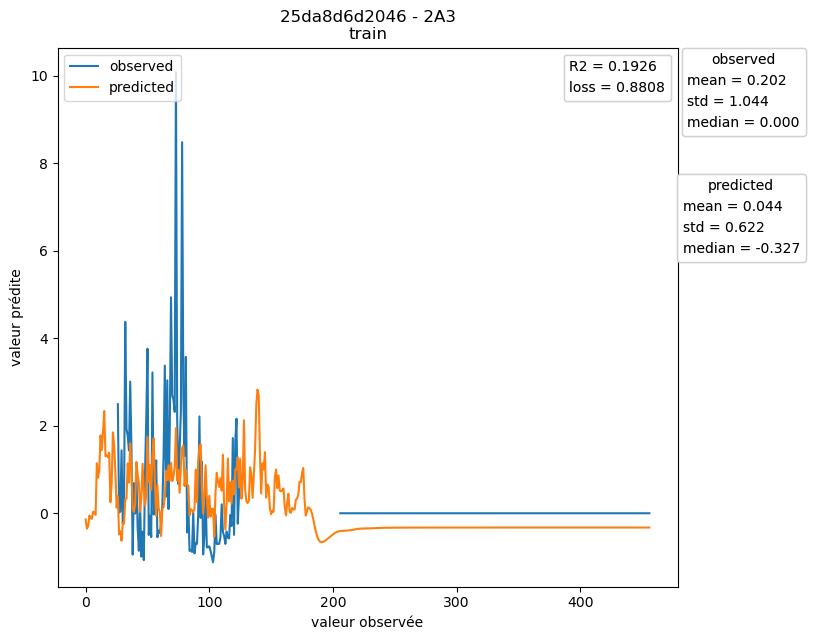 25da8d6d2046 - 2A3
train
observed
predicted
R2 = 0.1926
loss = 0.8808
observed
mean = 0.202
std = 1.044
median = 0.000
predicted
mean = 0.044
std = 0.622
median = -0.327
valeur prédite
10
8
6
4
2
0
0
100
200
300
400
valeur observée